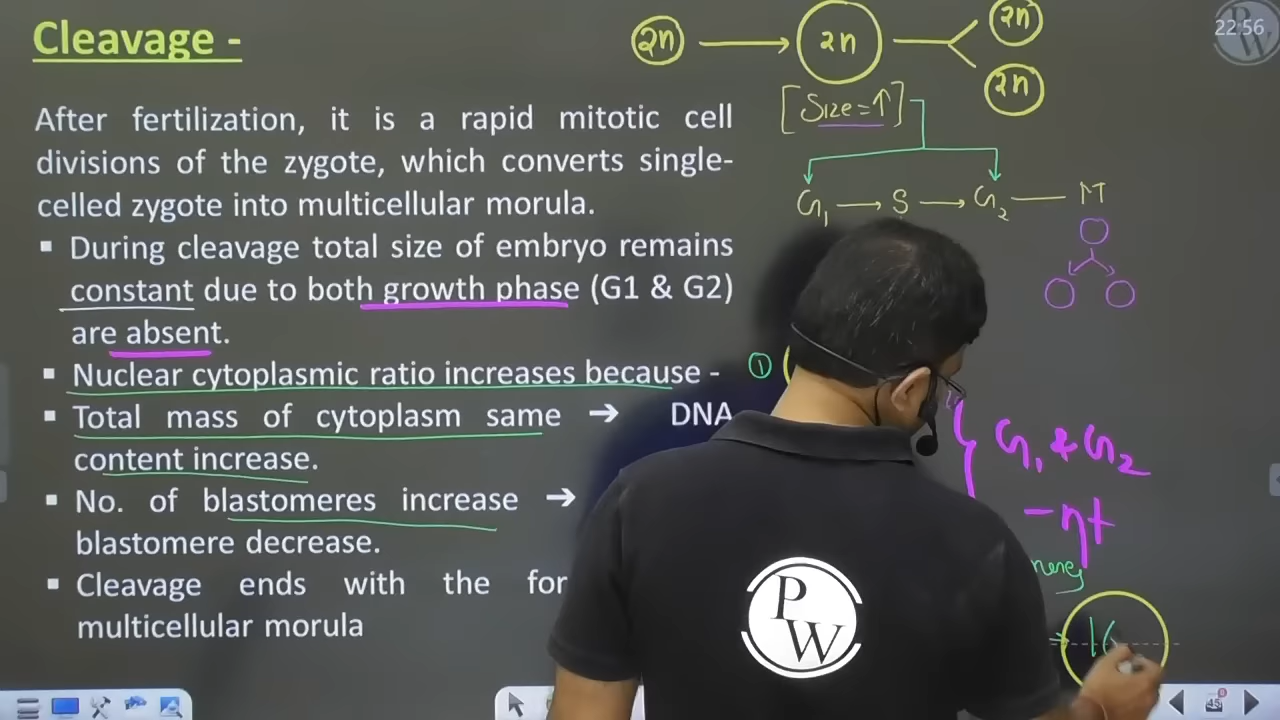 Cleavage -
22:56
2n → 2n 2n
2n
[Size=↑]
G₁ → S → G₂ — M
After fertilization, it is a rapid mitotic cell
divisions of the zygote, which converts single-
celled zygote into multicellular morula.
▪ During cleavage total size of embryo remains
constant due to both growth phase (G1 & G2)
are absent.
▪ Nuclear cytoplasmic ratio increases because -
▪ Total mass of cytoplasm same ➔ DNA
content increase.
▪ No. of blastomeres increase ➔
blastomere decrease.
▪ Cleavage ends with the
multicellular morula
①
G₁ & G₂
PW
45